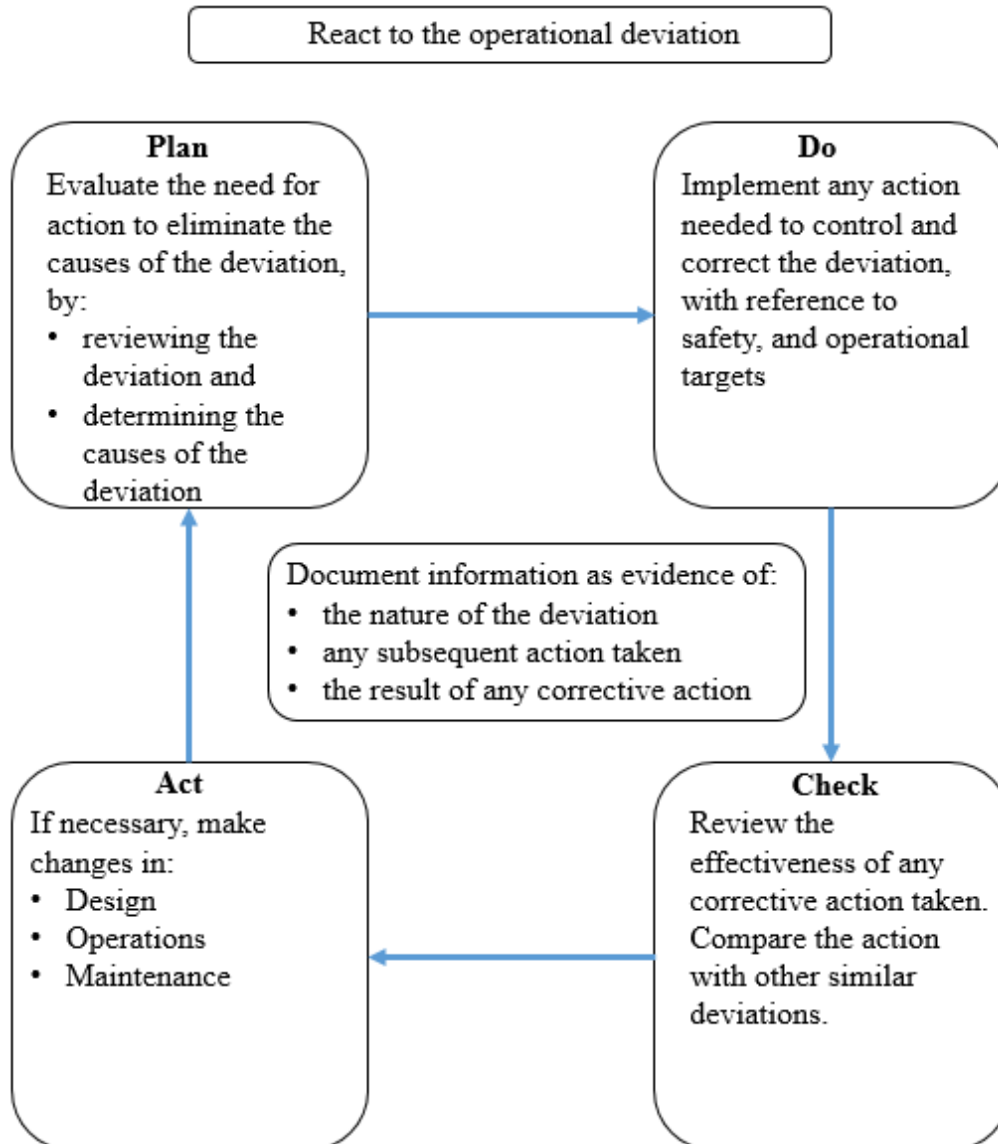 React to the operational deviation
Plan
Evaluate the need for
action to eliminate the
causes of the deviation,
by:
• reviewing the
deviation and
• determining the
causes of the
deviation
Do
Implement any action
needed to control and
correct the deviation,
with reference to
safety, and operational
targets
Document information as evidence of:
• the nature of the deviation
• any subsequent action taken
• the result of any corrective action
Act
If necessary, make
changes in:
• Design
• Operations
• Maintenance
Check
Review the
effectiveness of any
corrective action taken.
Compare the action
with other similar
deviations.